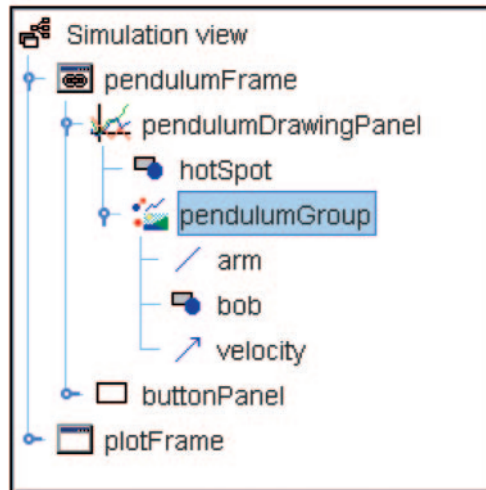 Simulation view
pendulumFrame
pendulumDrawingPanel
hotSpot
pendulumGroup
arm
bob
velocity
buttonPanel
plotFrame